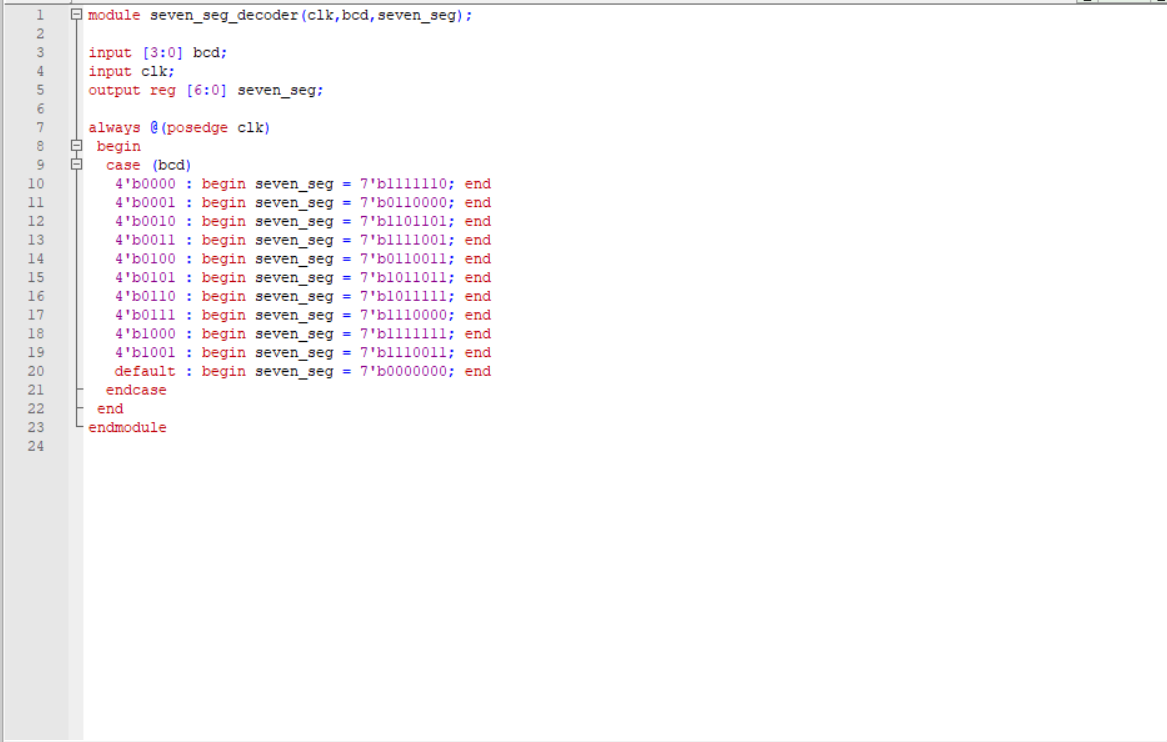 1 module seven_seg_decoder(clk,bcd,seven_seg);
2
3 input [3:0] bcd;
4 input clk;
5 output reg [6:0] seven_seg;
6
7 always @(posedge clk)
8 begin
9 case (bcd)
10 4'b0000 : begin seven_seg = 7'b1111110; end
11 4'b0001 : begin seven_seg = 7'b0110000; end
12 4'b0010 : begin seven_seg = 7'b1101101; end
13 4'b0011 : begin seven_seg = 7'b1111001; end
14 4'b0100 : begin seven_seg = 7'b0110011; end
15 4'b0101 : begin seven_seg = 7'b1011011; end
16 4'b0110 : begin seven_seg = 7'b1011111; end
17 4'b0111 : begin seven_seg = 7'b1110000; end
18 4'b1000 : begin seven_seg = 7'b1111111; end
19 4'b1001 : begin seven_seg = 7'b1110011; end
20 default : begin seven_seg = 7'b0000000; end
21 endcase
22 end
23 endmodule
24